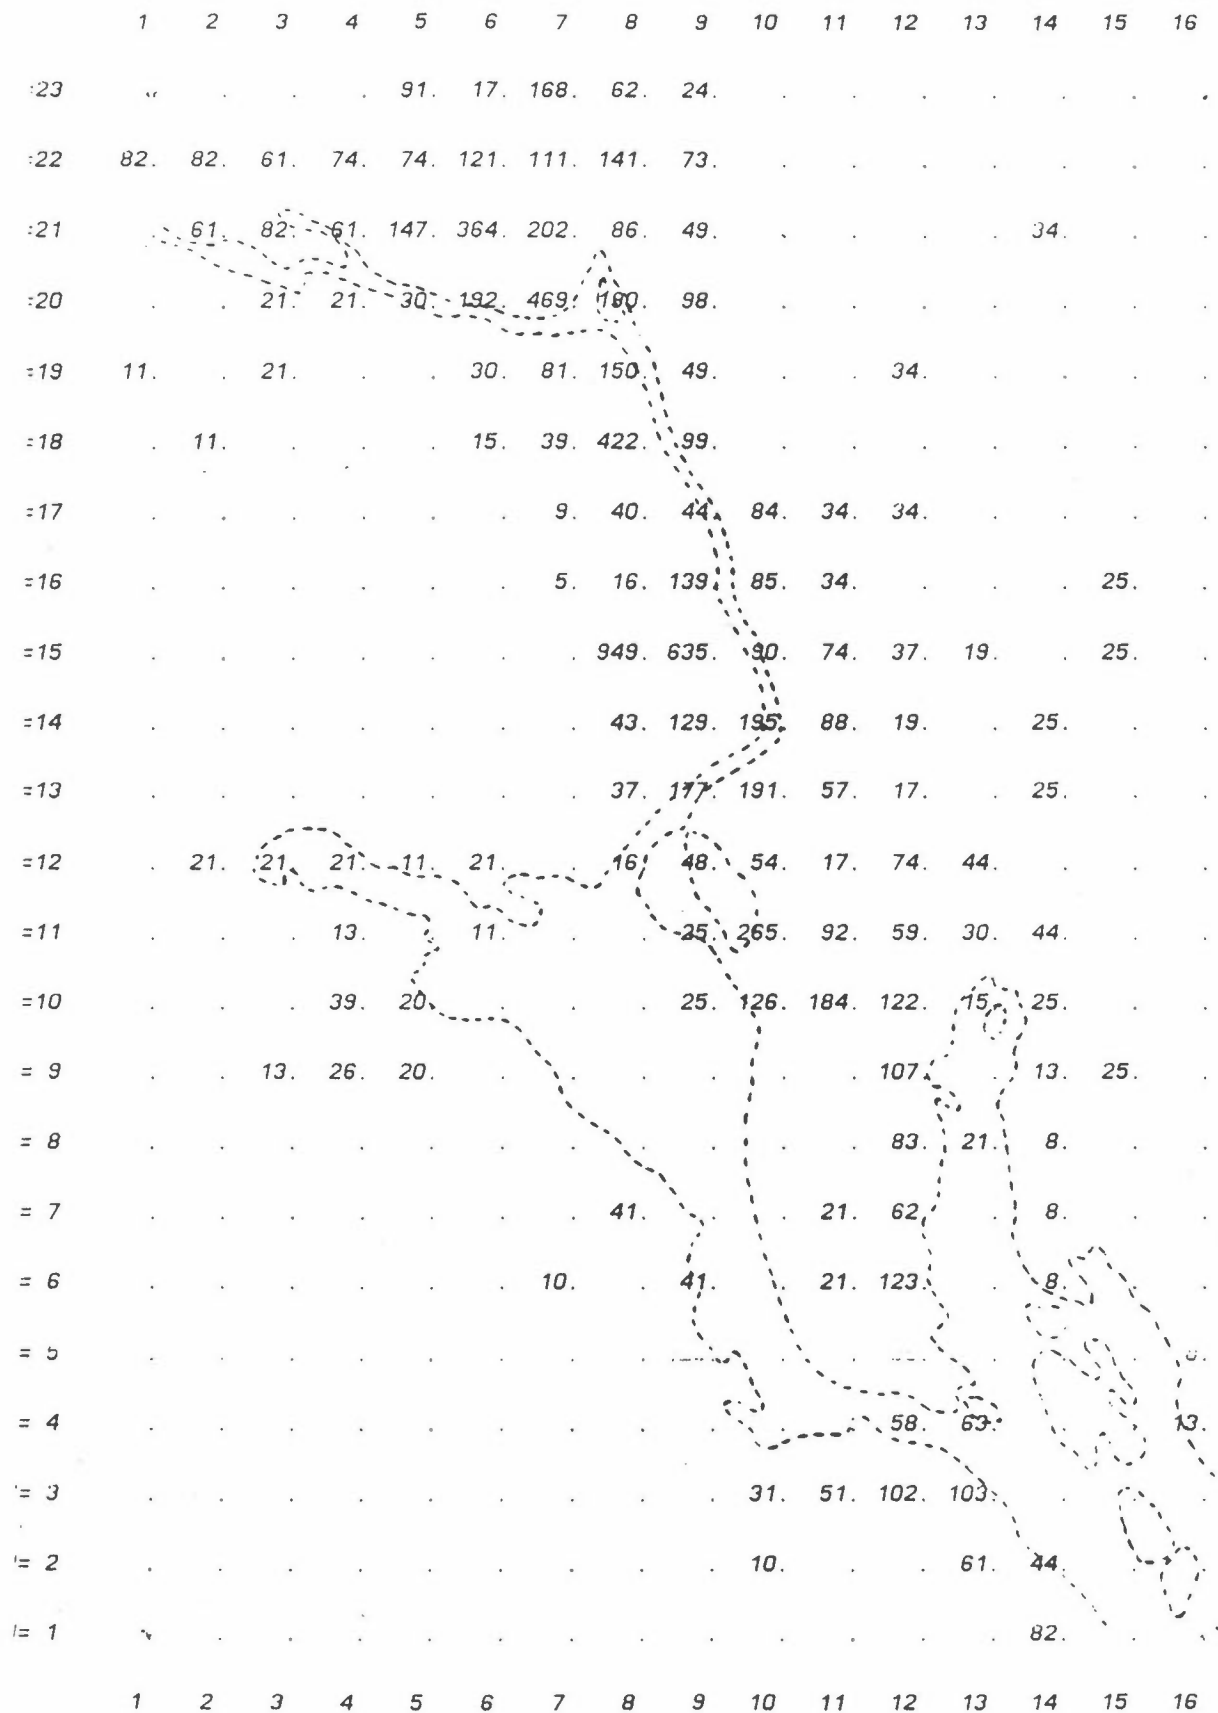 1 2 3 4 5 6 7 8 9 10 11 12 13 14 15 16
=23 . . . . 91. 17. 168. 62. 24. . . . . . . .
=22 82. 82. 61. 74. 74. 121. 111. 141. 73. . . . . . . .
=21 61. 82. 61. 147. 364. 202. 86. 49. . . . . 34. . .
=20 . . 21. 21. 30. 192. 469. 190. 98. . . . . . . .
=19 11. . 21. . . 30. 81. 150. 49. . . 34. . . . .
=18 . 11. . . . 15. 39. 422. 99. . . . . . . .
=17 . . . . . . 9. 40. 44. 84. 34. 34. . . . .
=16 . . . . . . 5. 16. 139. 85. 34. . . . 25. .
=15 . . . . . . . 949. 635. 90. 74. 37. 19. . 25. .
=14 . . . . . . . 43. 129. 195. 88. 19. . 25. . .
=13 . . . . . . . 37. 177. 191. 57. 17. . 25. . .
=12 . 21. 21. 21. 11. 21. . 16. 48. 54. 17. 74. 44. . . .
=11 . . . 13. . 11. . . 25. 265. 92. 59. 30. 44. . .
=10 . . . 39. 20. . . . 25. 126. 184. 122. 15. 25. . .
= 9 . . 13. 26. 20. . . . . . . 107. . 13. 25. .
= 8 . . . . . . . . . . . 83. 21. 8. . .
= 7 . . . . . . . 41. . . 21. 62. . 8. . .
= 6 . . . . . . 10. . 41. . 21. 123. . 8. . .
= 5 . . . . . . . . . . . . . . .
= 4 . . . . . . . . . . . 58. 63. . . 13.
= 3 . . . . . . . . . 31. 51. 102. 103. . . .
= 2 . . . . . . . . . 10. . . 61. 44. . .
= 1 . . . . . . . . . . . . . 82. . .
1 2 3 4 5 6 7 8 9 10 11 12 13 14 15 16